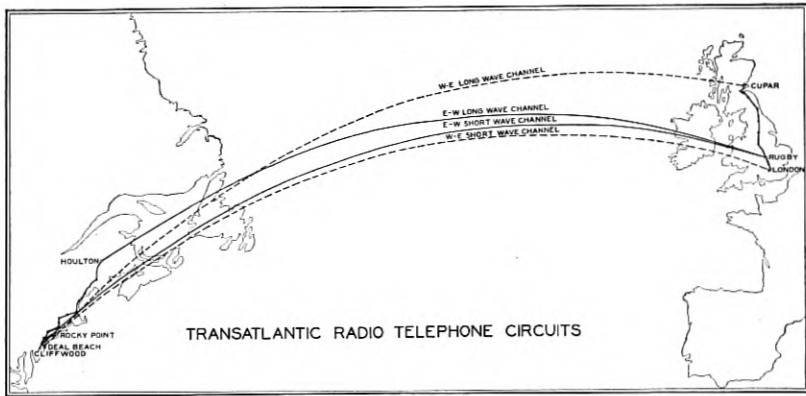 W-E LONG WAVE CHANNEL
CUPAR
E-W LONG WAVE CHANNEL
E-W SHORT WAVE CHANNEL
W-E SHORT WAVE CHANNEL
RUGBY
LONDON
HOULTON
ROCKY POINT
DEAL BEACH
CLIFFWOOD
TRANSATLANTIC RADIO TELEPHONE CIRCUITS